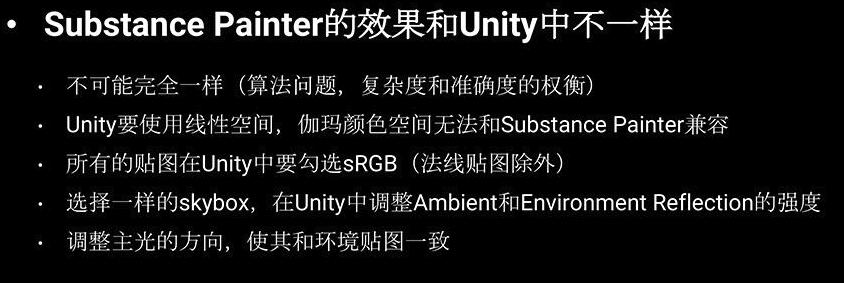 • Substance Painter的效果和Unity中不一样
• 不可能完全一样（算法问题，复杂度和准确度的权衡）
• Unity要使用线性空间，伽玛颜色空间无法和Substance Painter兼容
• 所有的贴图在Unity中要勾选sRGB（法线贴图除外）
• 选择一样的skybox，在Unity中调整Ambient和Environment Reflection的强度
• 调整主光的方向，使其和环境贴图一致